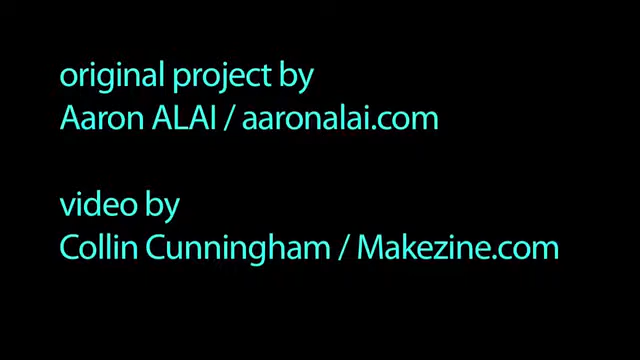 original project by
Aaron ALAI / aaronalai.com
video by
Collin Cunningham / Makezine.com